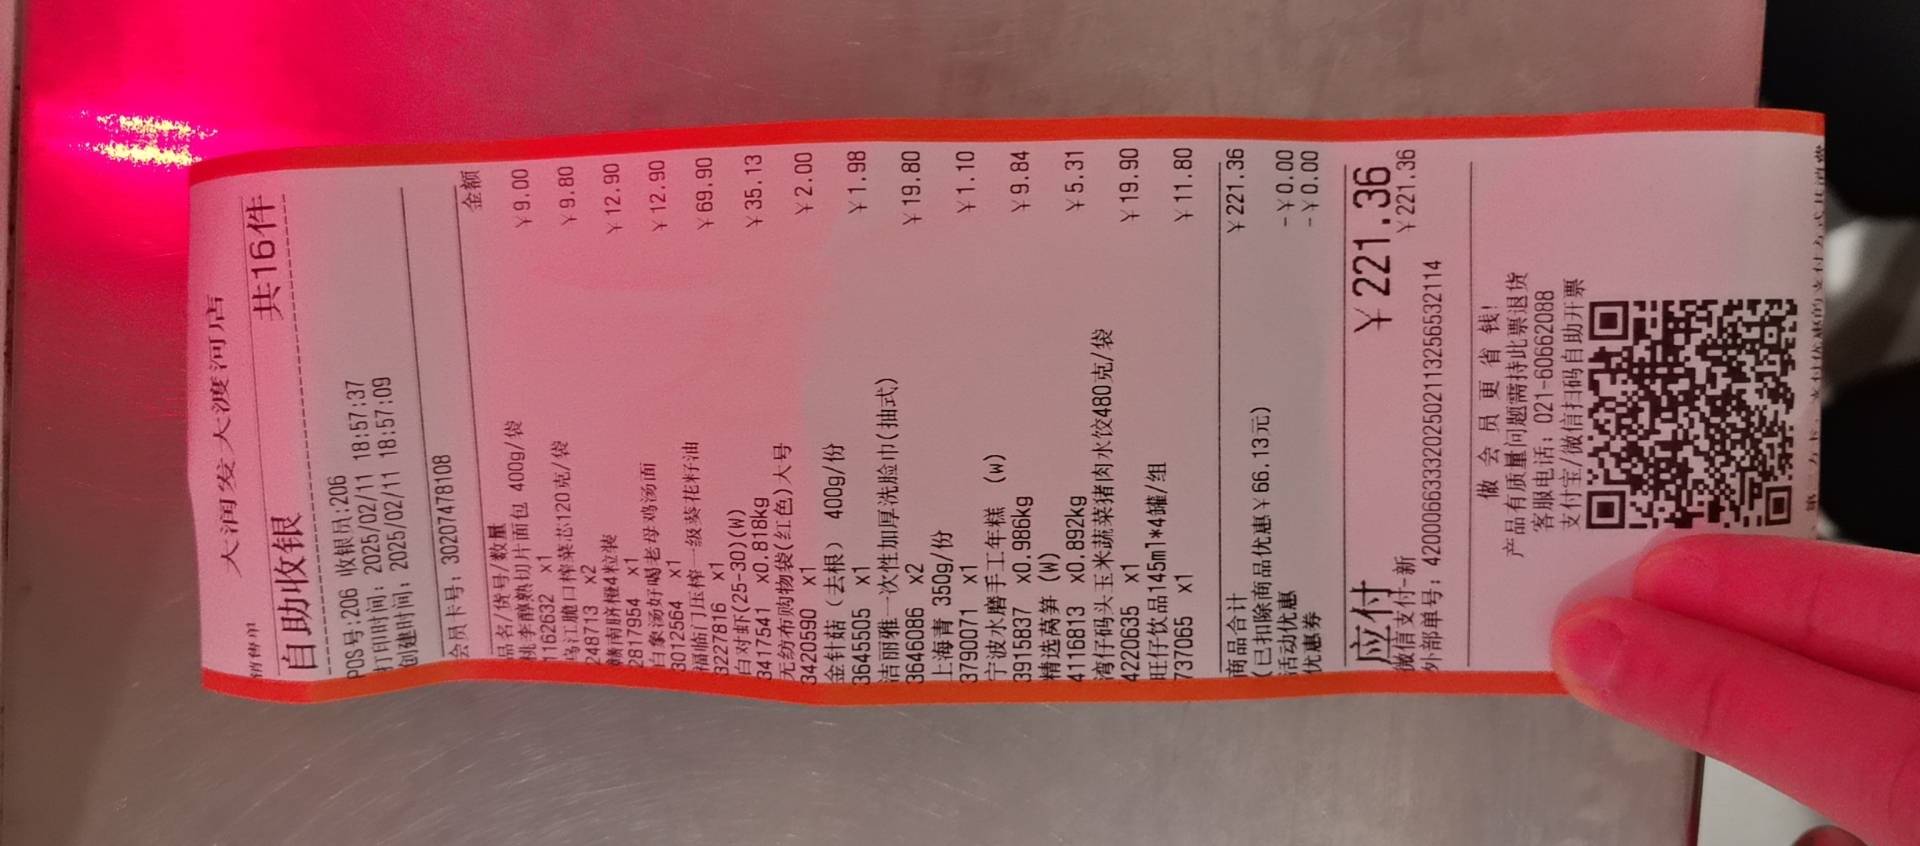 大润发大渡河店
销售单
自助收银 共16件
POS号:206 收银员:206
打印时间: 2025/02/11 18:57:37
创建时间: 2025/02/11 18:57:09
会员卡号: 3020747810​8
品名/货号/数量 金额
桃李醇熟切片面包 400g/袋
1162632 x1 ¥9.00
乌江脆口榨菜芯120克/袋
248713 x2 ¥9.80
赣南脐橙4粒装
2817954 x1 ¥12.90
白象汤好喝老母鸡汤面
3012564 x1 ¥12.90
福临门压榨一级葵花籽油
3227816 x1 ¥69.90
白对虾(25-30)(W)
3417541 x0.818kg ¥35.13
无纺布购物袋(红色)大号
3420590 x1 ¥2.00
金针菇（去根） 400g/份
3645505 x1 ¥1.98
洁丽雅一次性加厚洗脸巾(抽式)
3646086 x2 ¥19.80
上海青 350g/份
3790071 x1 ¥1.10
宁波水磨手工年糕 (W)
3915837 x0.986kg ¥9.84
精选莴笋 (W)
4116813 x0.892kg ¥5.31
湾仔码头玉米蔬菜猪肉水饺480克/袋
4220635 x1 ¥19.90
旺仔饮品145ml*4罐/组
737065 x1 ¥11.80
商品合计 ¥221.36
(已扣除商品优惠¥66.13元)
活动优惠 -¥0.00
优惠券 -¥0.00
应付 ¥221.36
微信支付-新 ¥221.36
外部单号: 4200066333202502113256532114
做 会 员 更 省 钱!
产品有质量问题需持此票退货
客服电话: 021-60662088
支付宝/微信扫码自助开票